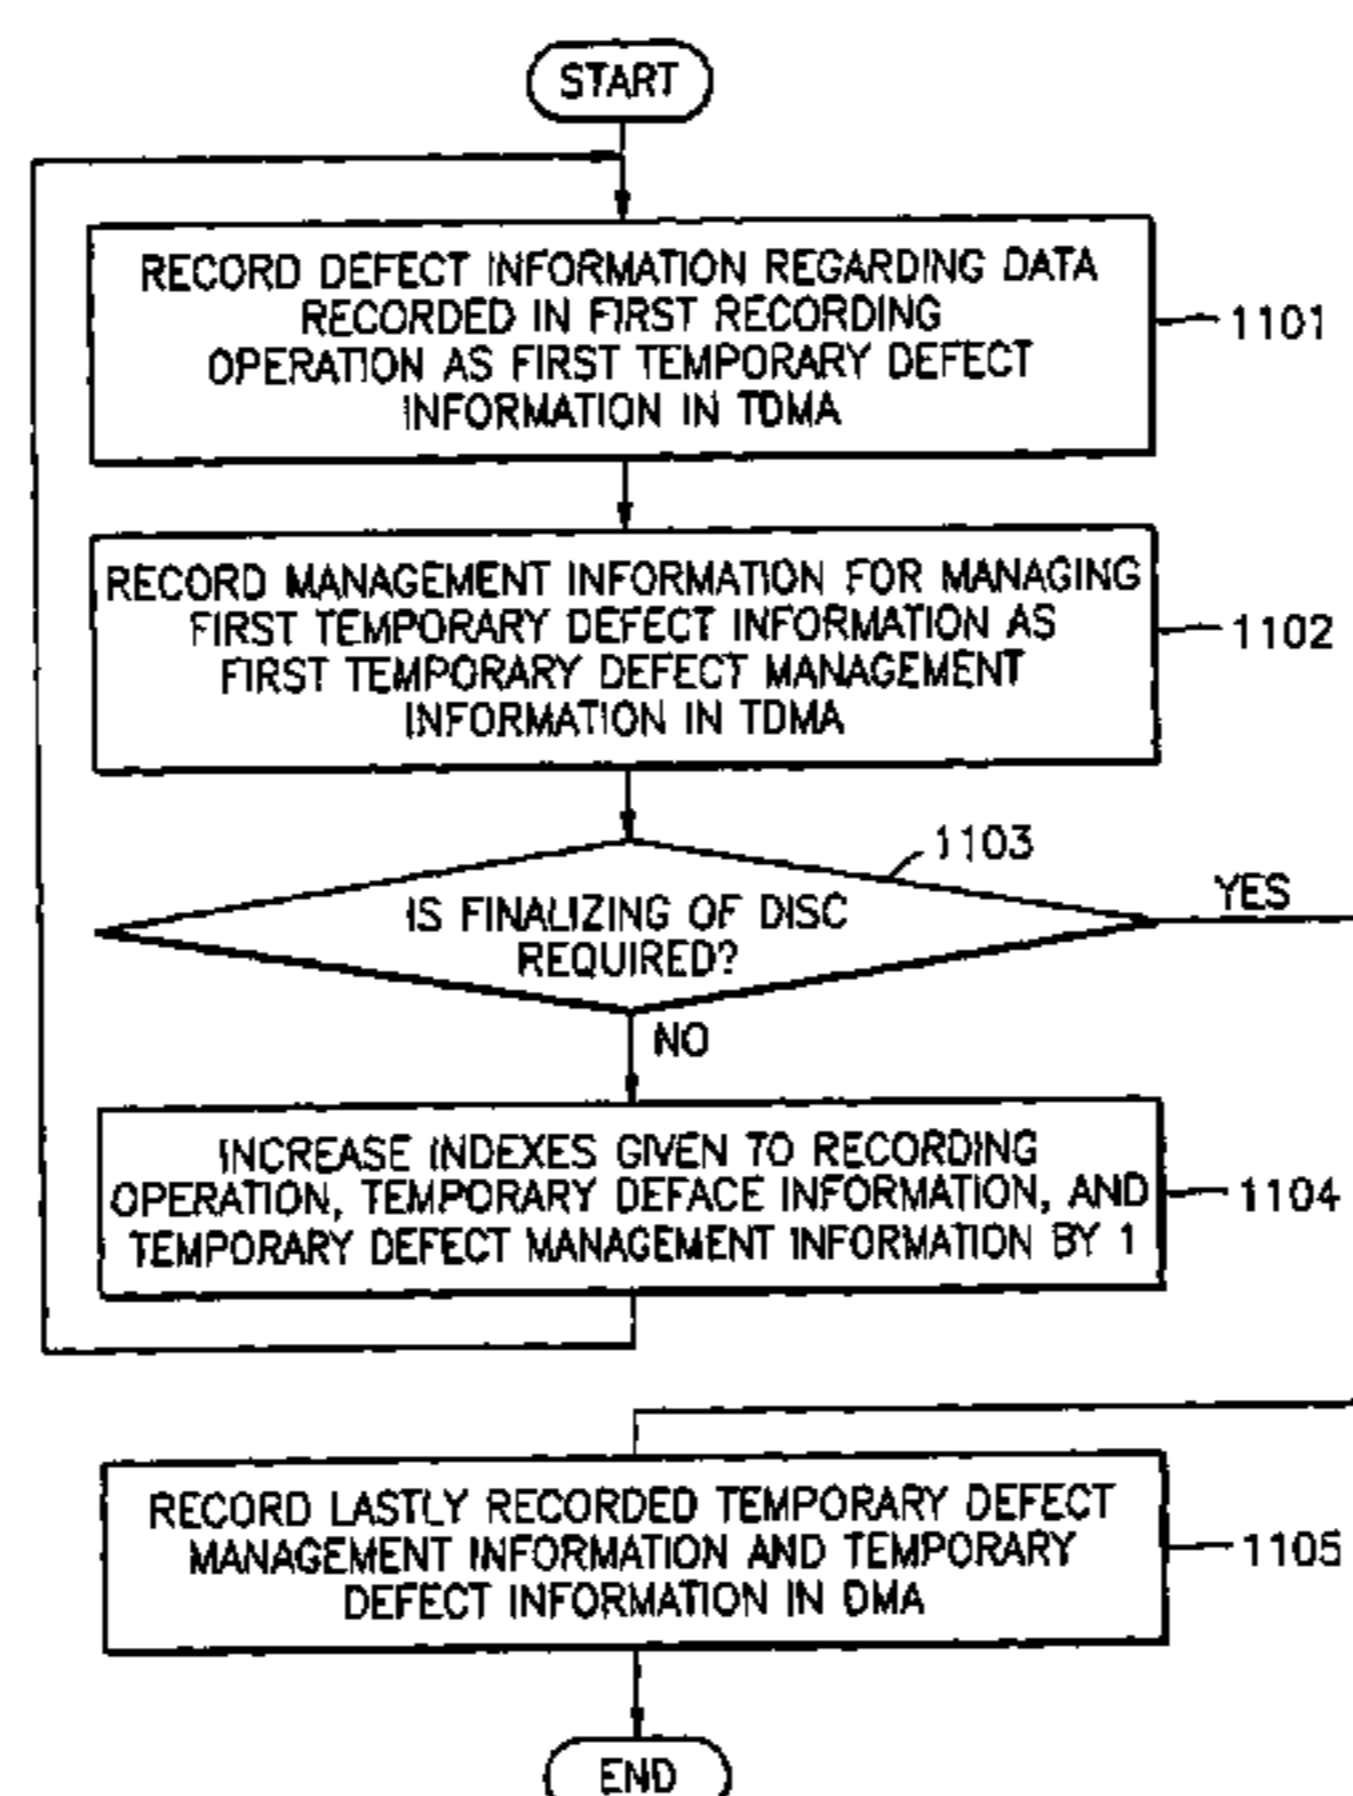 START
RECORD DEFECT INFORMATION REGARDING DATA
RECORDED IN FIRST RECORDING
OPERATION AS FIRST TEMPORARY DEFECT
INFORMATION IN TDMA
1101
RECORD MANAGEMENT INFORMATION FOR MANAGING
FIRST TEMPORARY DEFECT INFORMATION AS
FIRST TEMPORARY DEFECT MANAGEMENT
INFORMATION IN TDMA
1102
1103
IS FINALIZING OF DISC
REQUIRED?
YES
NO
INCREASE INDEXES GIVEN TO RECORDING
OPERATION, TEMPORARY DEFACE INFORMATION, AND
TEMPORARY DEFECT MANAGEMENT INFORMATION BY 1
1104
RECORD LASTLY RECORDED TEMPORARY DEFECT
MANAGEMENT INFORMATION AND TEMPORARY
DEFECT INFORMATION IN DMA
1105
END